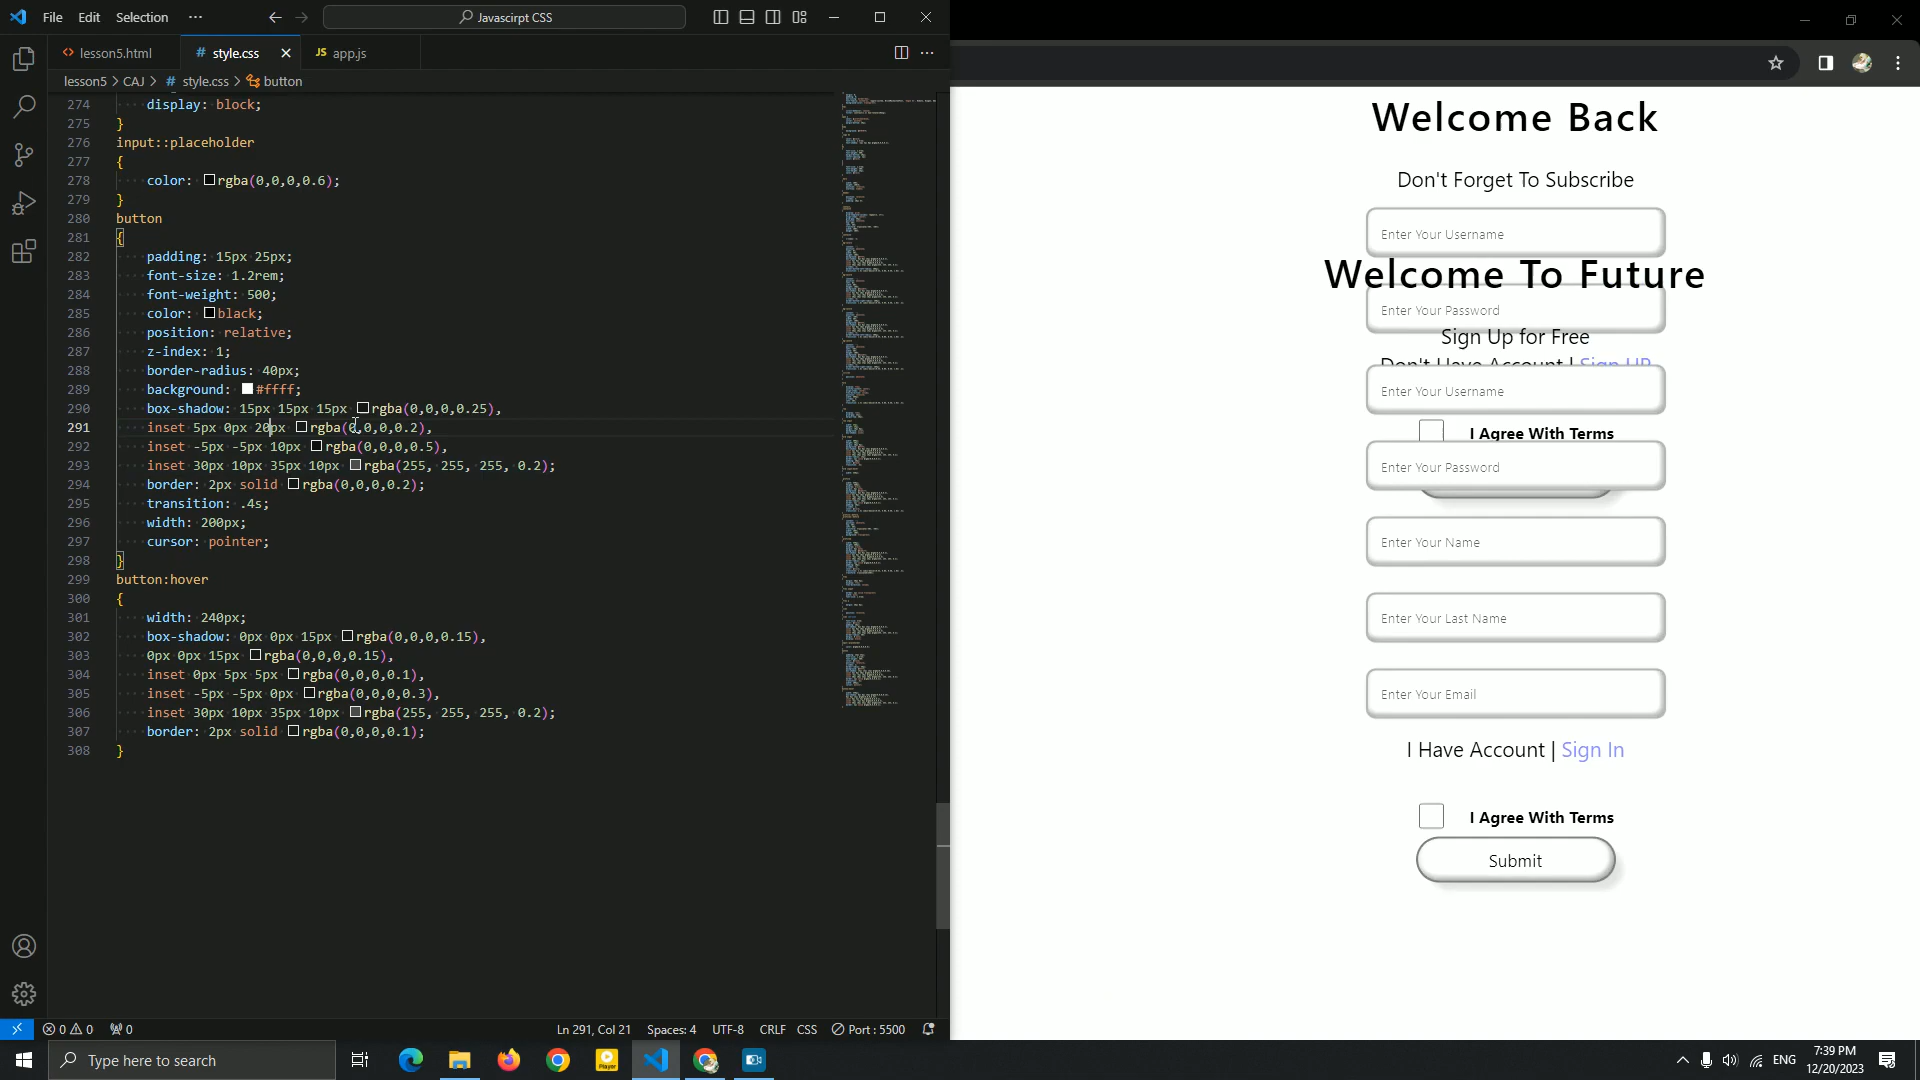 File Edit Selection ··· Javascirpt CSS
lesson5.html # style.css JS app.js
lesson5 > CAJ > # style.css > button
274 display: block;
275 }
276 input::placeholder
277 {
278 color: rgba(0,0,0,0.6);
279 }
280 button
281 {
282 padding: 15px 25px;
283 font-size: 1.2rem;
284 font-weight: 500;
285 color: black;
286 position: relative;
287 z-index: 1;
288 border-radius: 40px;
289 background: #ffff;
290 box-shadow: 15px 15px 15px rgba(0,0,0,0.25),
291 inset 5px 0px 20px rgba(0,0,0,0.2),
292 inset -5px -5px 10px rgba(0,0,0,0.5),
293 inset 30px 10px 35px 10px rgba(255, 255, 255, 0.2);
294 border: 2px solid rgba(0,0,0,0.2);
295 transition: .4s;
296 width: 200px;
297 cursor: pointer;
298 }
299 button:hover
300 {
301 width: 240px;
302 box-shadow: 0px 0px 15px rgba(0,0,0,0.15),
303 0px 0px 15px rgba(0,0,0,0.15),
304 inset 0px 5px 5px rgba(0,0,0,0.1),
305 inset -5px -5px 0px rgba(0,0,0,0.3),
306 inset 30px 10px 35px 10px rgba(255, 255, 255, 0.2);
307 border: 2px solid rgba(0,0,0,0.1);
308 }
0 0 0 Ln 291, Col 21 Spaces: 4 UTF-8 CRLF CSS Port : 5500
Welcome Back
Don't Forget To Subscribe
Enter Your Username
Welcome To Future
Enter Your Password
Sign Up for Free
Don't Have Account | Sign UP
Enter Your Username
I Agree With Terms
Enter Your Password
Enter Your Name
Enter Your Last Name
Enter Your Email
I Have Account | Sign In
I Agree With Terms
Submit
Type here to search
Player
ENG
7:39 PM
12/20/2023